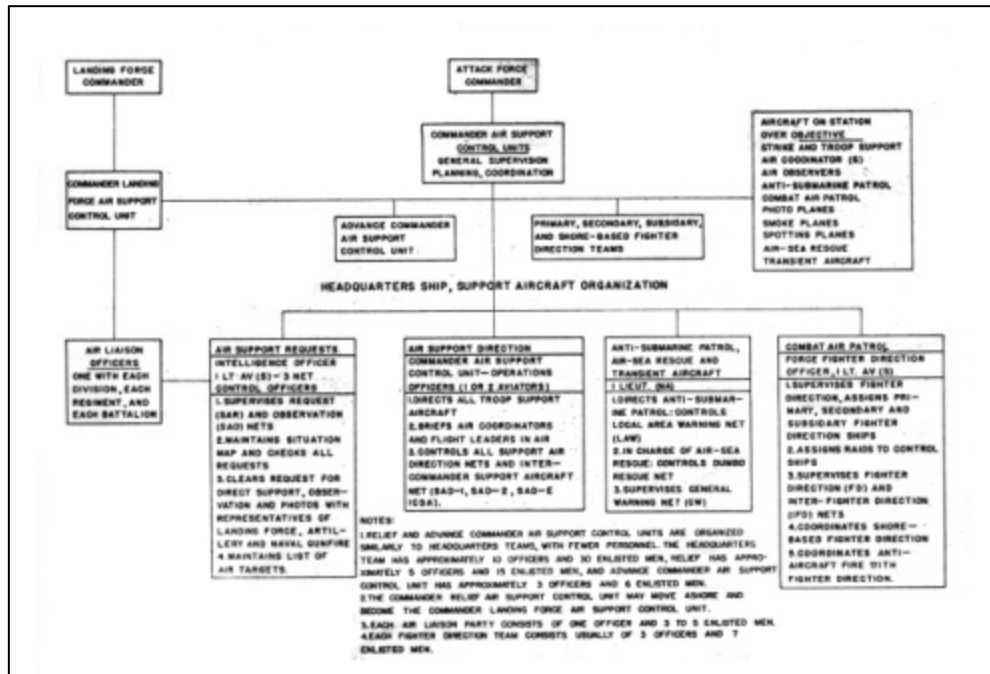 LANDING FORCE
COMMANDER
ATTACK FORCE
COMMANDER
COMMANDER AIR SUPPORT
CONTROL UNITS
GENERAL SUPERVISION
PLANNING, COORDINATION
AIRCRAFT ON STATION
OVER OBJECTIVE
STRIKE AND TROOP SUPPORT
AIR COODINATOR (S)
AIR OBSERVERS
ANTI-SUBMARINE PATROL
COMBAT AIR PATROL
PHOTO PLANES
SMOKE PLANES
SPOTTING PLANES
AIR-SEA RESCUE
TRANSIENT AIRCRAFT
COMMANDER LANDING
FORCE AIR SUPPORT
CONTROL UNIT
ADVANCE COMMANDER
AIR SUPPORT
CONTROL UNIT
PRIMARY, SECONDARY, SUBSIDARY,
AND SHORE-BASED FIGHTER
DIRECTION TEAMS
HEADQUARTERS SHIP, SUPPORT AIRCRAFT ORGANIZATION
AIR LIAISON
OFFICERS
ONE WITH EACH
DIVISION, EACH
REGIMENT, AND
EACH BATTALION
AIR SUPPORT REQUESTS
INTELLIGENCE OFFICER
1 LT AV (S)- 3 NET
CONTROL OFFICERS
1.SUPERVISES REQUEST
(SAR) AND OBSERVATION
(SAO) NETS
2.MAINTAINS SITUATION
MAP AND CHECKS ALL
REQUESTS
3.CLEARS REQUEST FOR
DIRECT SUPPORT, OBSER-
VATION AND PHOTOS WITH
REPRESENTATIVES OF
LANDING FORCE, ARTIL-
LERY AND NAVAL GUNFIRE
4.MAINTAINS LIST OF
AIR TARGETS.
AIR SUPPORT DIRECTION
COMMANDER AIR SUPPORT
CONTROL UNIT-OPERATIONS
OFFICERS (1 OR 2 AVIATORS)
1.DIRECTS ALL TROOP SUPPORT
AIRCRAFT
2.BRIEFS AIR COORDINATORS
AND FLIGHT LEADERS IN AIR
3.CONTROLS ALL SUPPORT AIR
DIRECTION NETS AND INTER-
COMMANDER SUPPORT AIRCRAFT
NET (SAD-1, SAD-2, SAD-E
ICSA).
ANTI-SUBMARINE PATROL,
AIR-SEA RESCUE AND
TRANSIENT AIRCRAFT
1 LIEUT. (NA)
1.DIRECTS ANTI-SUBMAR-
INE PATROL: CONTROLS
LOCAL AREA WARNING NET
(LAW)
2.IN CHARGE OF AIR-SEA
RESCUE: CONTROLS DUMBO
RESCUE NET
3.SUPERVISES GENERAL
WARNING NET (GW)
COMBAT AIR PATROL
FORCE FIGHTER DIRECTION
OFFICER, 1 LT. AV (S).
1.SUPERVISES FIGHTER
DIRECTION, ASSIGNS PRI-
MARY, SECONDARY AND
SUBSIDARY FIGHTER
DIRECTION SHIPS
2.ASSIGNS RAIDS TO CONTROL
SHIPS
3.SUPERVISES FIGHTER
DIRECTION (FD) AND
INTER-FIGHTER DIRECTION
(IFD) NETS
4.COORDINATES SHORE-
BASED FIGHTER DIRECTION
5.COORDINATES ANTI-
AIRCRAFT FIRE WITH
FIGHTER DIRECTION.
NOTES:
1.RELIEF AND ADVANCE COMMANDER AIR SUPPORT CONTROL UNITS ARE ORGANIZED
SIMILARLY TO HEADQUARTERS TEAMS, WITH FEWER PERSONNEL. THE HEADQUARTERS
TEAM HAS APPROXIMATELY 10 OFFICERS AND 30 ENLISTED MEN, RELIEF HAS APPRO-
XIMATELY 5 OFFICERS AND 15 ENLISTED MEN, AND ADVANCE COMMANDER AIR SUPPORT
CONTROL UNIT HAS APPROXIMATELY 3 OFFICERS AND 6 ENLISTED MEN.
2.THE COMMANDER RELIEF AIR SUPPORT CONTROL UNIT MAY MOVE ASHORE AND
BECOME THE COMMANDER LANDING FORCE AIR SUPPORT CONTROL UNIT.
3.EACH AIR LIAISON PARTY CONSISTS OF ONE OFFICER AND 3 TO 5 ENLISTED MEN.
4.EACH FIGHTER DIRECTION TEAM CONSISTS USUALLY OF 3 OFFICERS AND 7
ENLISTED MEN.